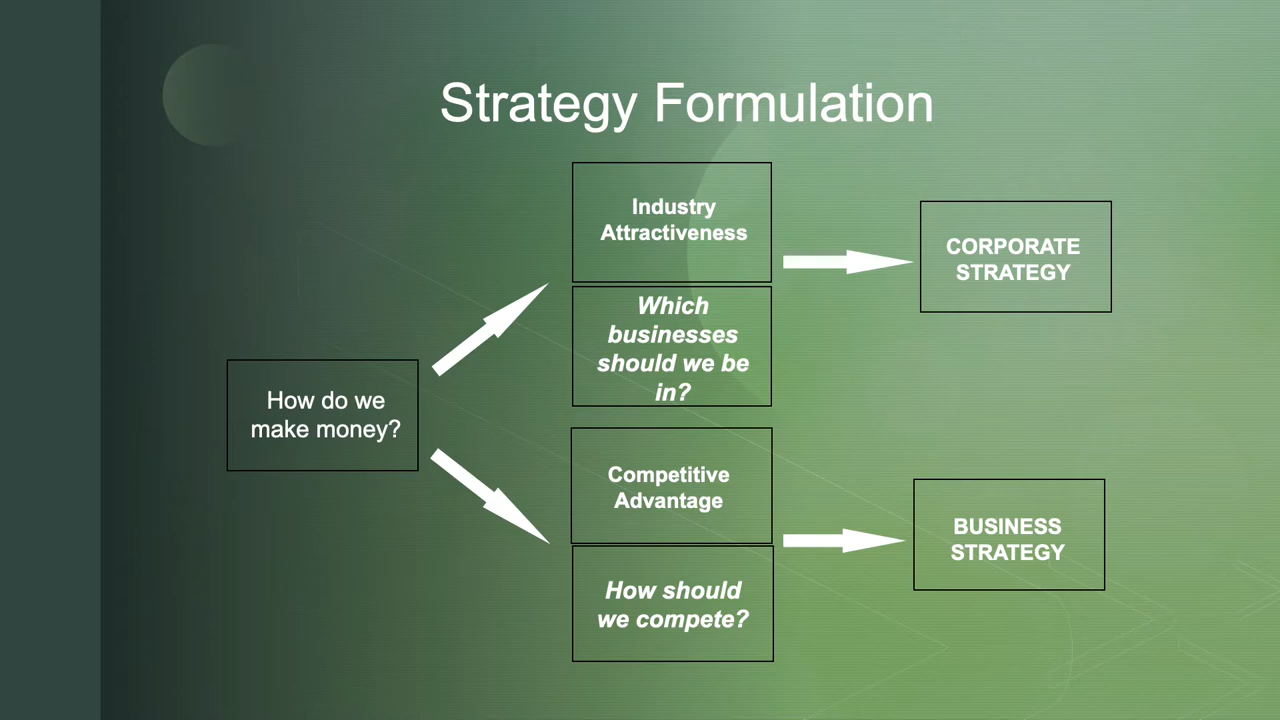 Strategy Formulation
Industry
Attractiveness
CORPORATE
STRATEGY
Which
businesses
should we be
in?
How do we
make money?
Competitive
Advantage
BUSINESS
STRATEGY
How should
we compete?